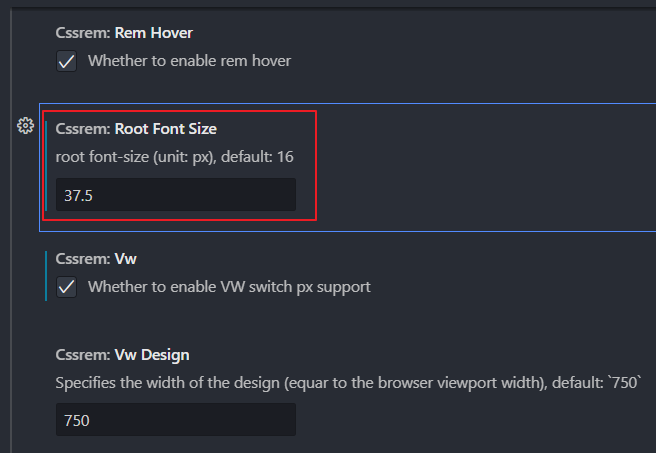 Cssrem: Rem Hover
Whether to enable rem hover
Cssrem: Root Font Size
root font-size (unit: px), default: 16
37.5
Cssrem: Vw
Whether to enable VW switch px support
Cssrem: Vw Design
Specifies the width of the design (equar to the browser viewport width), default: `750`
750